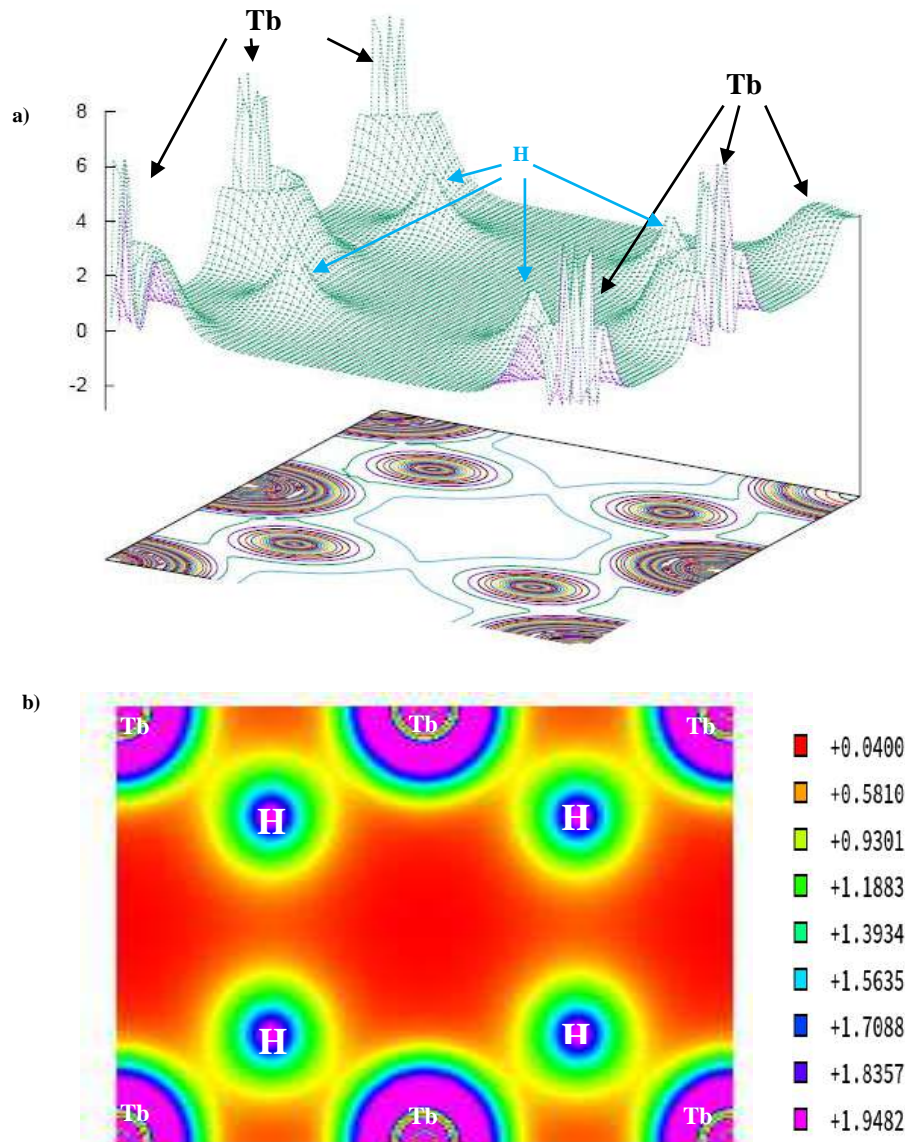 Tb
Tb
a)
8
6
4
2
0
-2
H
b)
Tb Tb Tb
H H
H H
Tb Tb Tb
+0.0400
+0.5810
+0.9301
+1.1883
+1.3934
+1.5635
+1.7088
+1.8357
+1.9482